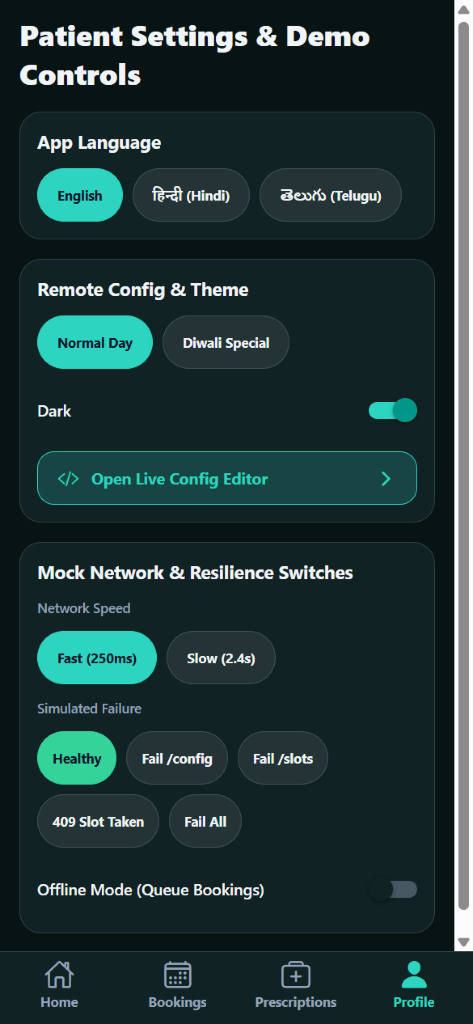 Patient Settings & Demo
Controls
App Language
English
हिन्दी (Hindi)
తెలుగు (Telugu)
Remote Config & Theme
Normal Day
Diwali Special
Dark
</> Open Live Config Editor
Mock Network & Resilience Switches
Network Speed
Fast (250ms)
Slow (2.4s)
Simulated Failure
Healthy
Fail /config
Fail /slots
409 Slot Taken
Fail All
Offline Mode (Queue Bookings)
Home
Bookings
Prescriptions
Profile